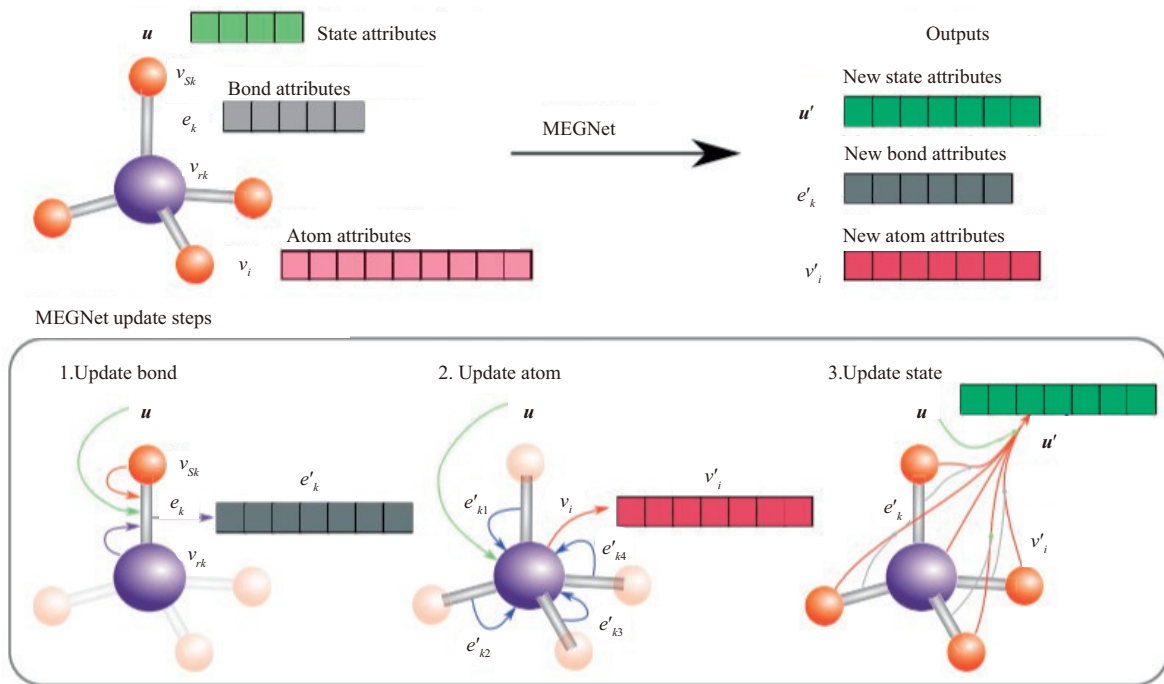 u
State attributes
v_Sk
Bond attributes
e_k
v_rk
Atom attributes
v_i
MEGNet
Outputs
New state attributes
u'
New bond attributes
e'_k
New atom attributes
v'_i
MEGNet update steps
1.Update bond
u
v_Sk
e_k
e'_k
v_rk
2. Update atom
u
e'_k1
v_i
v'_i
e'_k4
e'_k2
e'_k3
3.Update state
u
u'
e'_k
v'_i